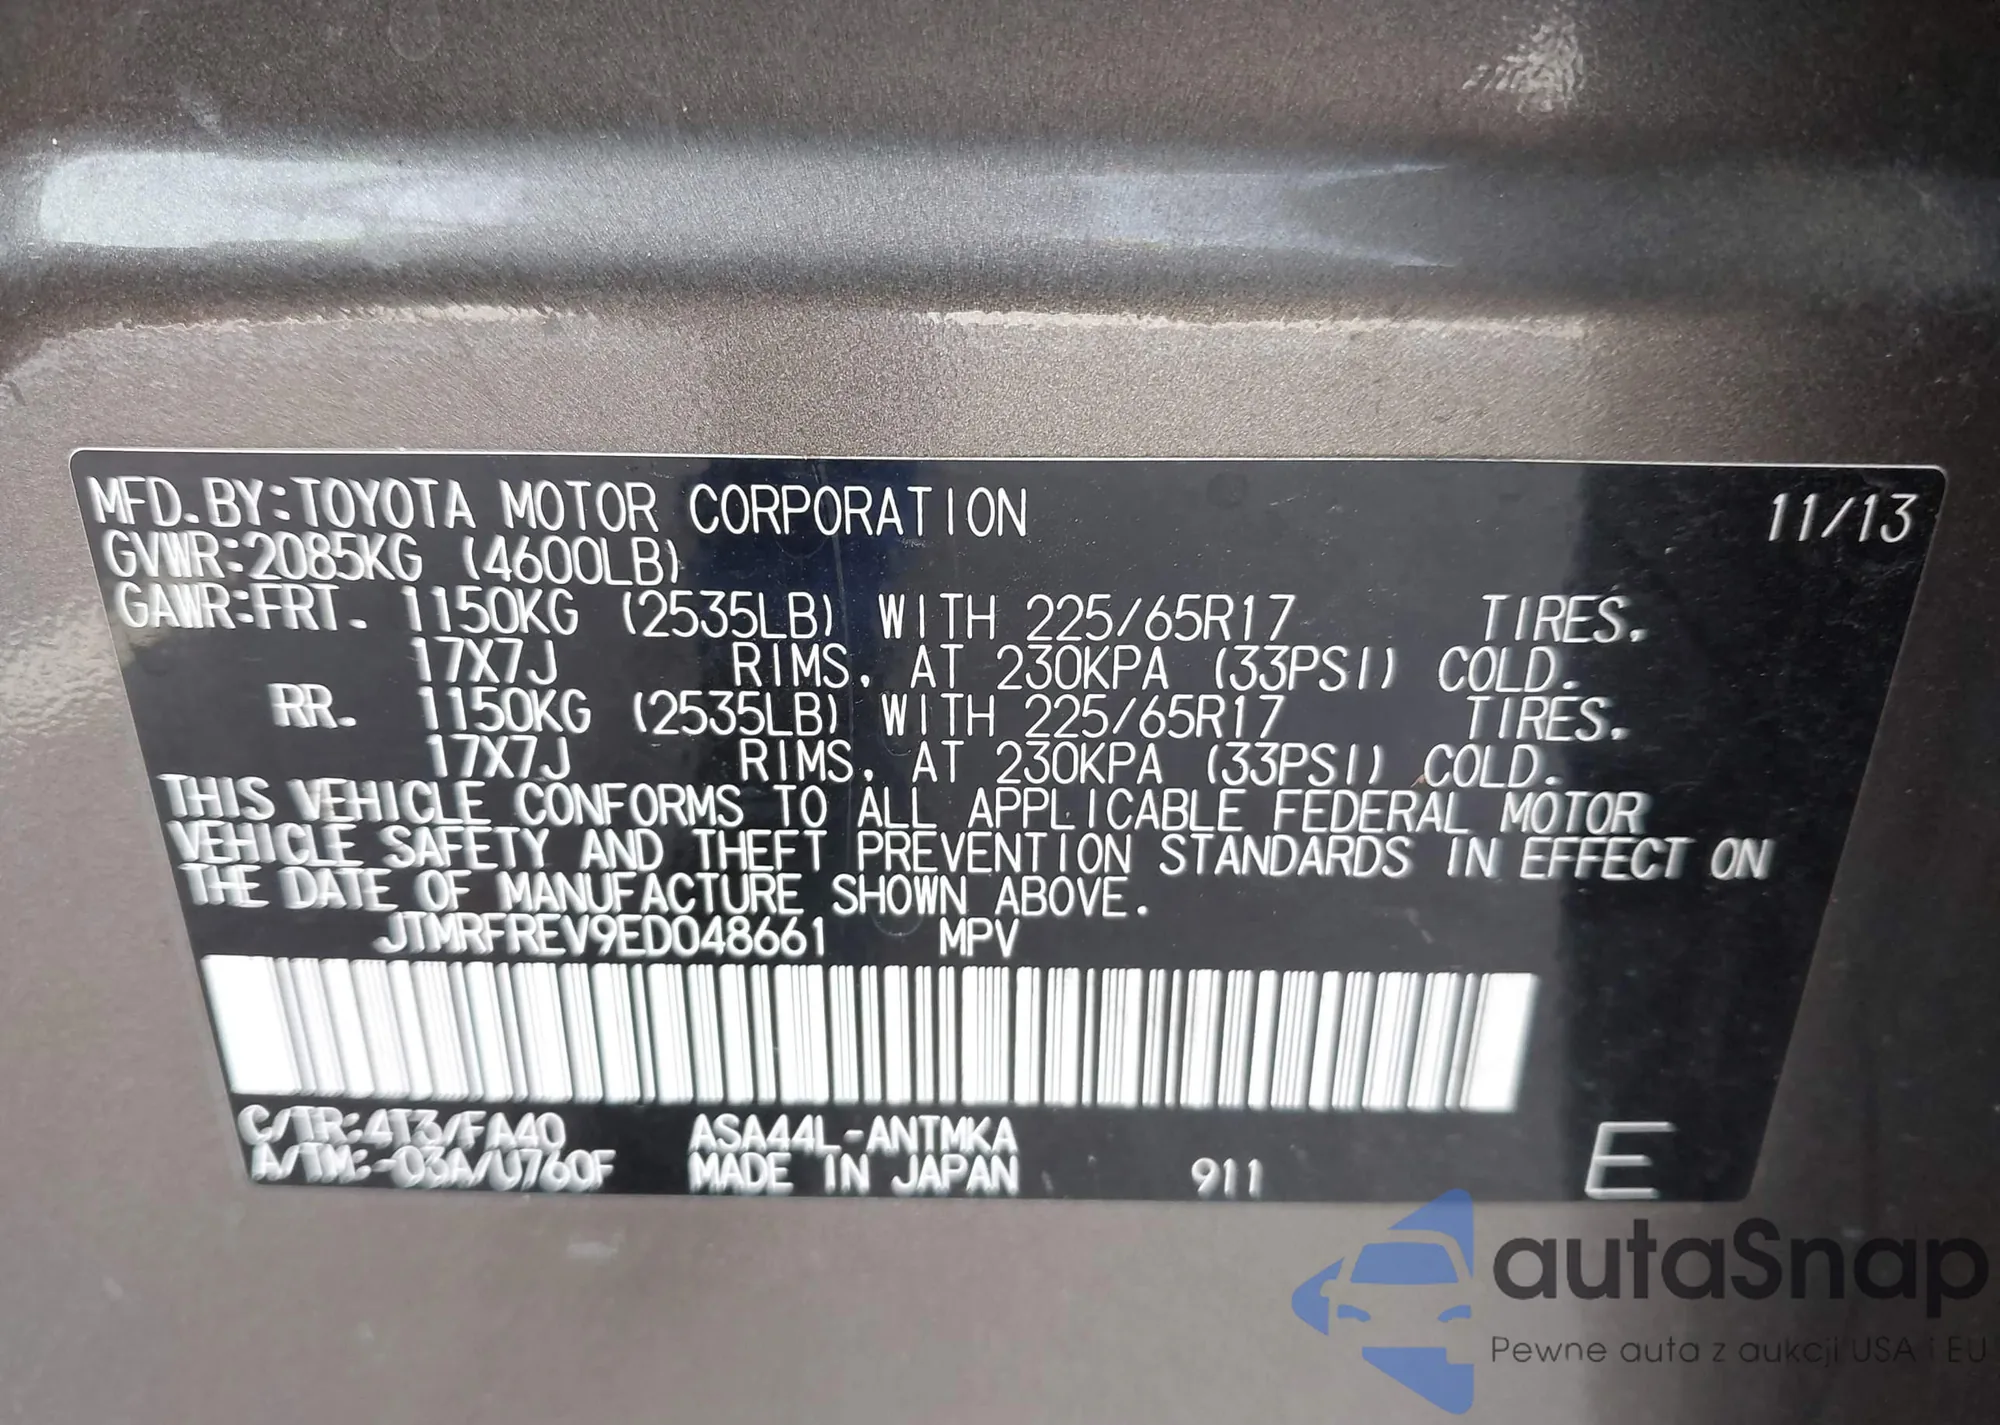 MFD.BY:TOYOTA MOTOR CORPORATION 11/13
GVWR:2085KG (4600LB)
GAWR:FRT. 1150KG (2535LB) WITH 225/65R17 TIRES.
17X7J RIMS, AT 230KPA (33PSI) COLD.
RR. 1150KG (2535LB) WITH 225/65R17 TIRES.
17X7J RIMS, AT 230KPA (33PSI) COLD.
THIS VEHICLE CONFORMS TO ALL APPLICABLE FEDERAL MOTOR
VEHICLE SAFETY AND THEFT PREVENTION STANDARDS IN EFFECT ON
THE DATE OF MANUFACTURE SHOWN ABOVE.
JTMRFREV9ED048661 MPV
C/TR:4T3/FA40 ASA44L-ANTMKA
A/TM:-03A/U760F MADE IN JAPAN 911 E
autaSnap
Pewne auta z aukcji USA i EU